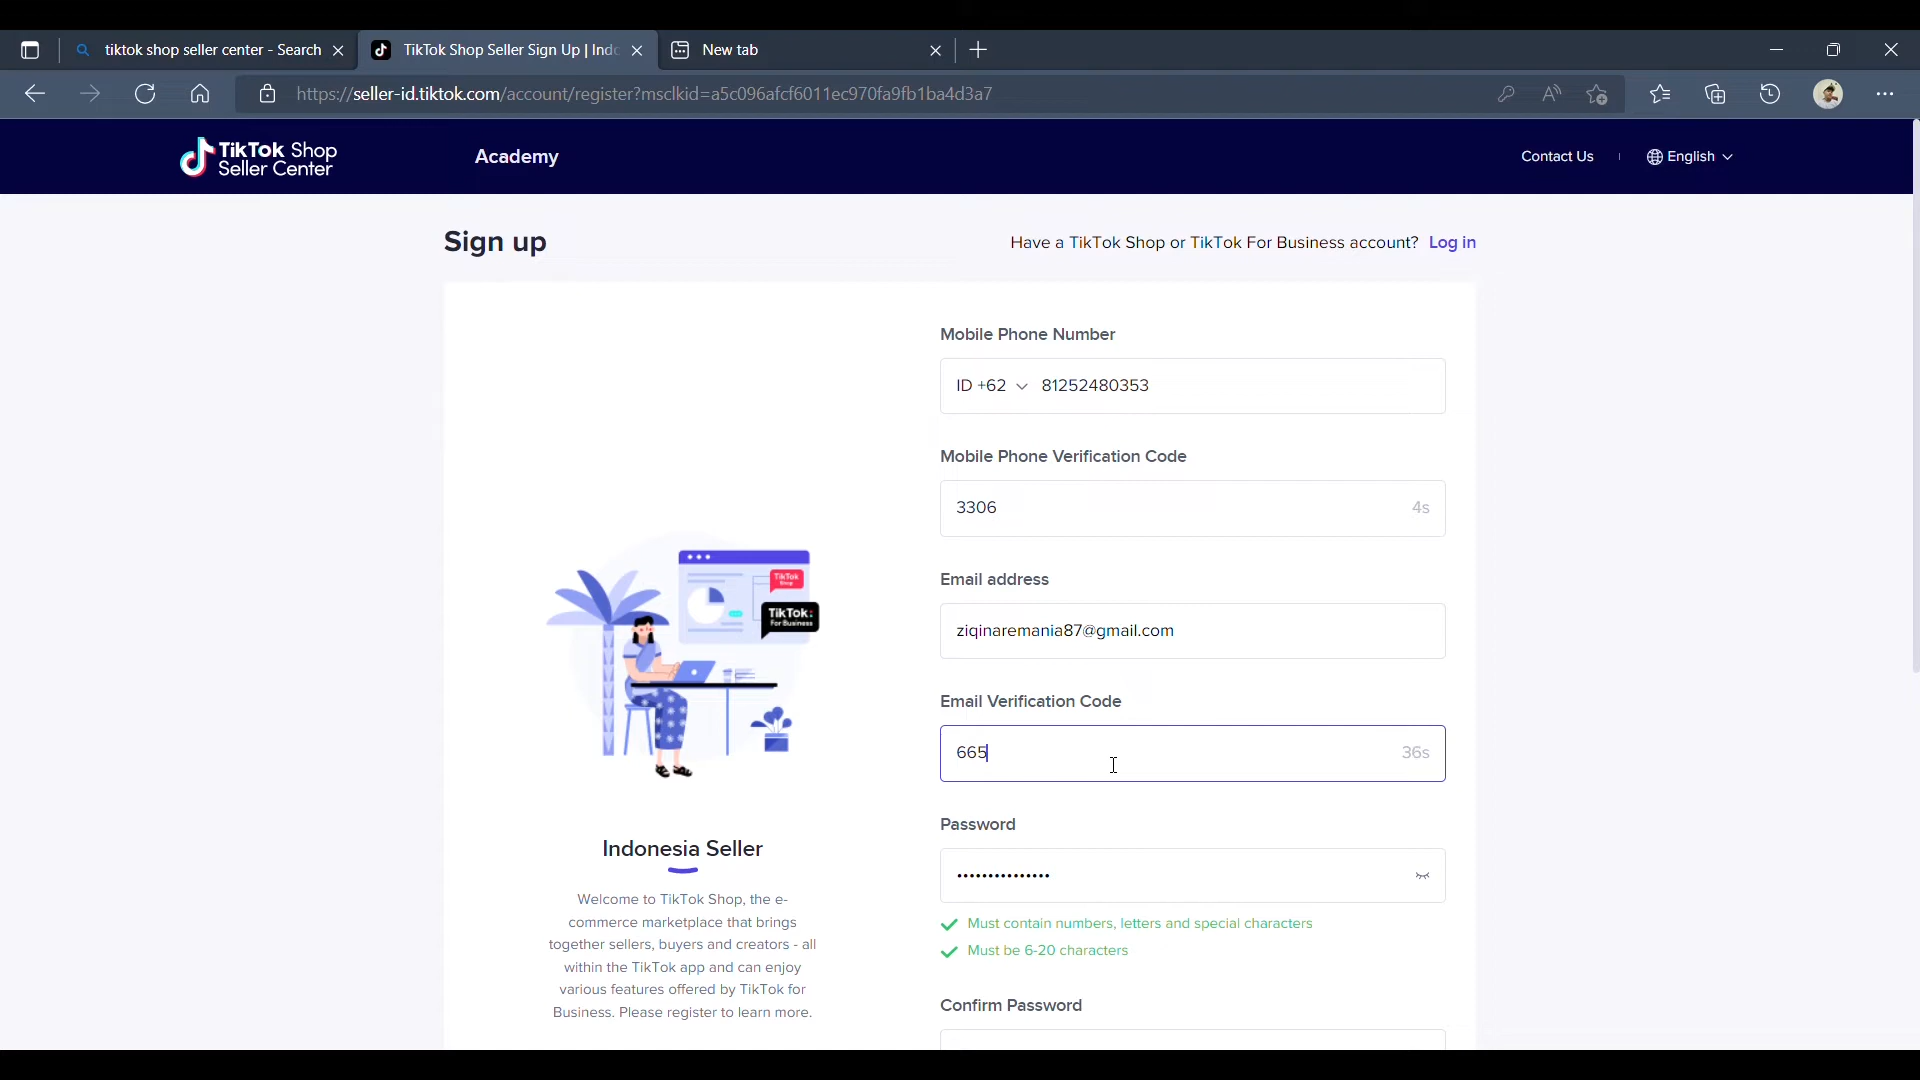 tiktok shop seller center - Search
TikTok Shop Seller Sign Up | Indo
New tab
https://seller-id.tiktok.com/account/register?msclkid=a5c096afcf6011ec970fa9fb1ba4d3a7
TikTok Shop
Seller Center
Academy
Contact Us
English
Sign up
Have a TikTok Shop or TikTok For Business account? Log in
Mobile Phone Number
ID +62 81252480353
Mobile Phone Verification Code
3306 4s
Email address
ziqinaremania87@gmail.com
Email Verification Code
665 36s
Password
•••••••••••••••
Must contain numbers, letters and special characters
Must be 6-20 characters
Confirm Password
TikTok
Shop
TikTok:
For Business
Indonesia Seller
Welcome to TikTok Shop, the e-
commerce marketplace that brings
together sellers, buyers and creators - all
within the TikTok app and can enjoy
various features offered by TikTok for
Business. Please register to learn more.